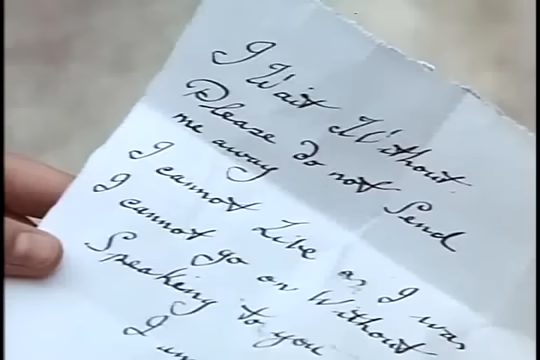 I Wait Without
Please do not Send
me away
I cannot Live as I was
I cannot go on Without
Speaking to you
I